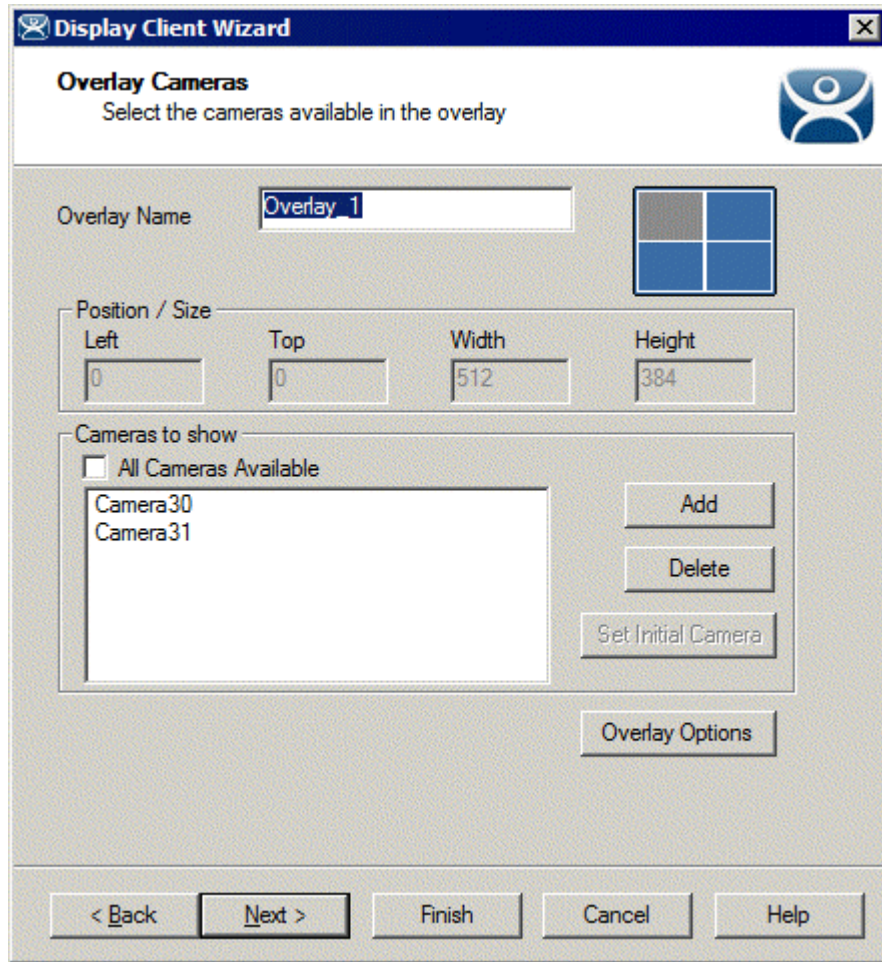 Display Client Wizard
Overlay Cameras
Select the cameras available in the overlay
Overlay Name
Overlay_1
Position / Size
Left Top Width Height
0 0 512 384
Cameras to show
All Cameras Available
Camera30
Camera31
Add
Delete
Set Initial Camera
Overlay Options
< Back Next > Finish Cancel Help